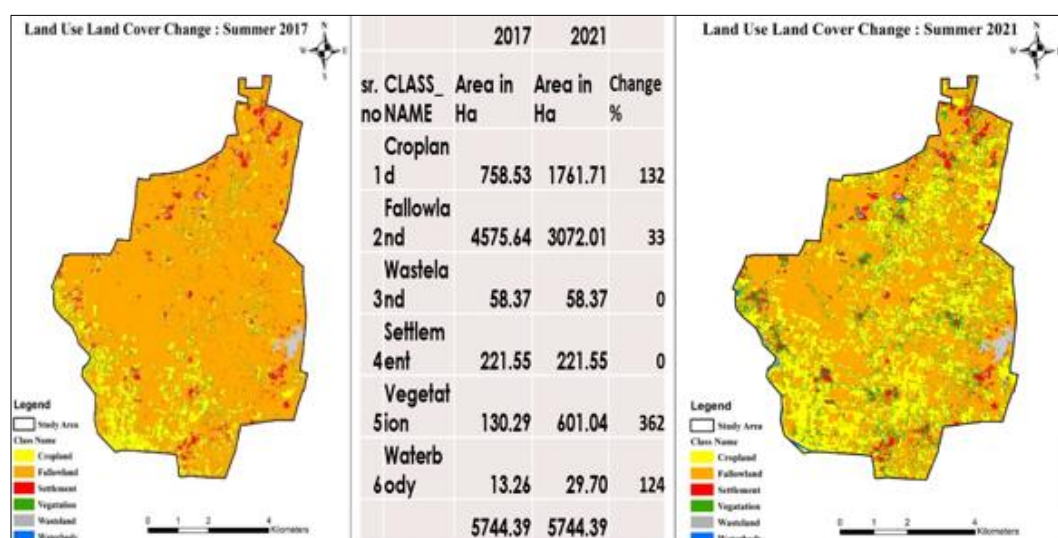 Land Use Land Cover Change : Summer 2017
N
W E
S
Legend
Study Area
Class Name
Cropland
Fallowland
Settlement
Vegatation
Wasteland
Waterbody
0 1 2 4
Kilometers
2017 2021
sr. CLASS_ Area in Area in Change
no NAME Ha Ha %
Croplan
1 d 758.53 1761.71 132
Fallowla
2 nd 4575.64 3072.01 33
Wastela
3 nd 58.37 58.37 0
Settlem
4 ent 221.55 221.55 0
Vegetat
5 ion 130.29 601.04 362
Waterb
6 ody 13.26 29.70 124
5744.39 5744.39
Land Use Land Cover Change : Summer 2021
N
W E
S
Legend
Study Area
Class Name
Cropland
Fallowland
Settlement
Vegatation
Wasteland
Waterbody
0 1 2 4
Kilometers